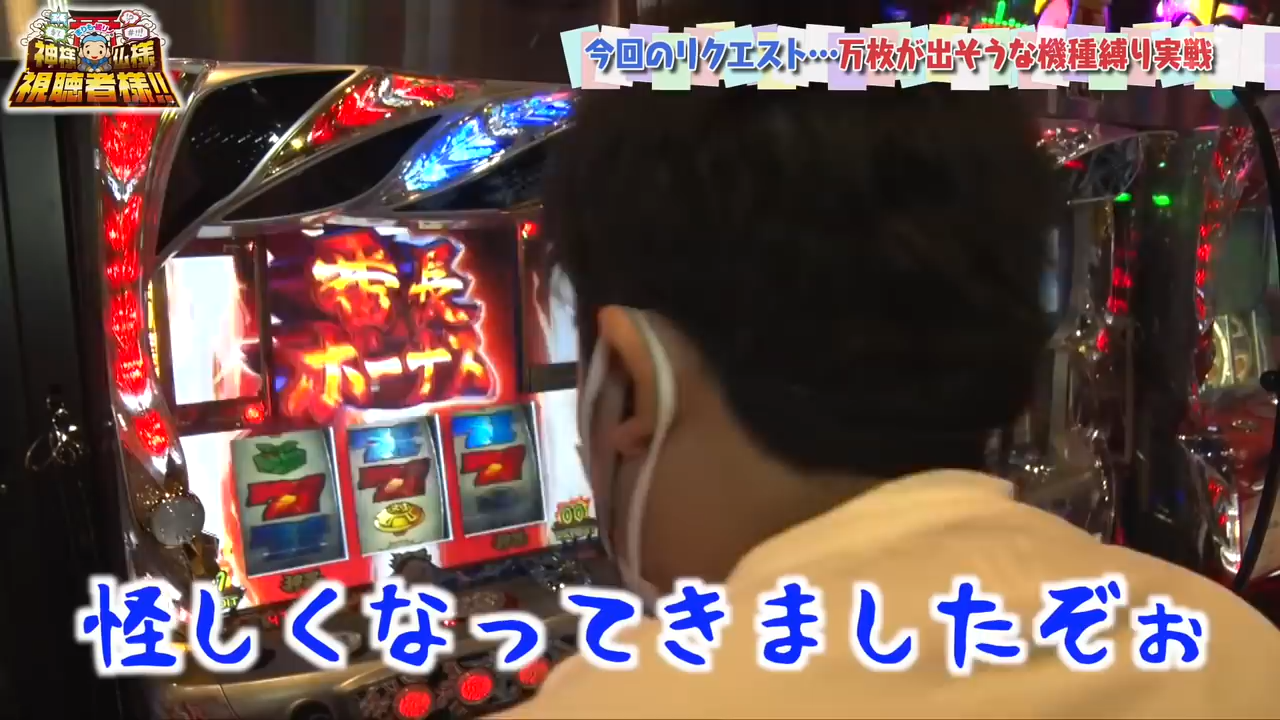 神様 仏様
視聴者様!!
今回のリクエスト…万枚が出そうな機種縛り実戦
番長
ボーナス
怪しくなってきましたぞぉ